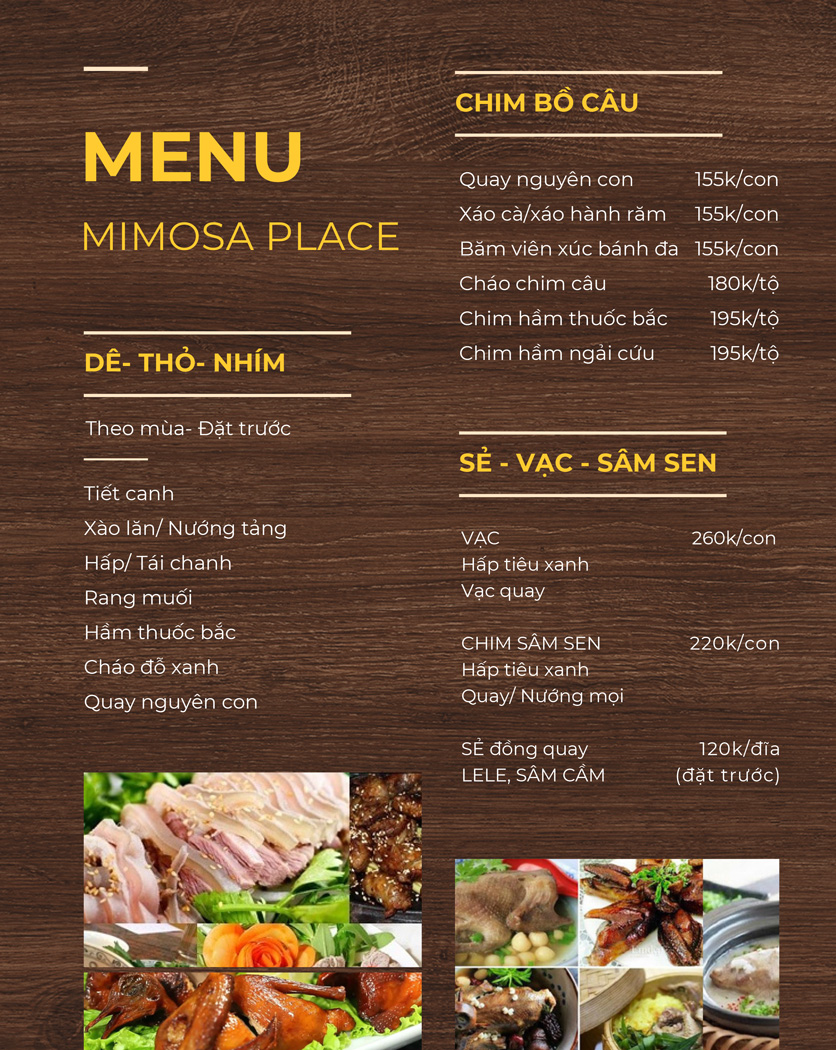 MENU
MIMOSA PLACE
DÊ- THỎ- NHÍM
Theo mùa- Đặt trước
Tiết canh
Xào lăn/ Nướng tảng
Hấp/ Tái chanh
Rang muối
Hầm thuốc bắc
Cháo đỗ xanh
Quay nguyên con
CHIM BỒ CÂU
Quay nguyên con 155k/con
Xáo cà/xáo hành răm 155k/con
Băm viên xúc bánh đa 155k/con
Cháo chim câu 180k/tộ
Chim hầm thuốc bắc 195k/tộ
Chim hầm ngải cứu 195k/tộ
SẺ - VẠC - SÂM SEN
VẠC 260k/con
Hấp tiêu xanh
Vạc quay
CHIM SÂM SEN 220k/con
Hấp tiêu xanh
Quay/ Nướng mọi
SẺ đồng quay 120k/đĩa
LELE, SÂM CẦM (đặt trước)